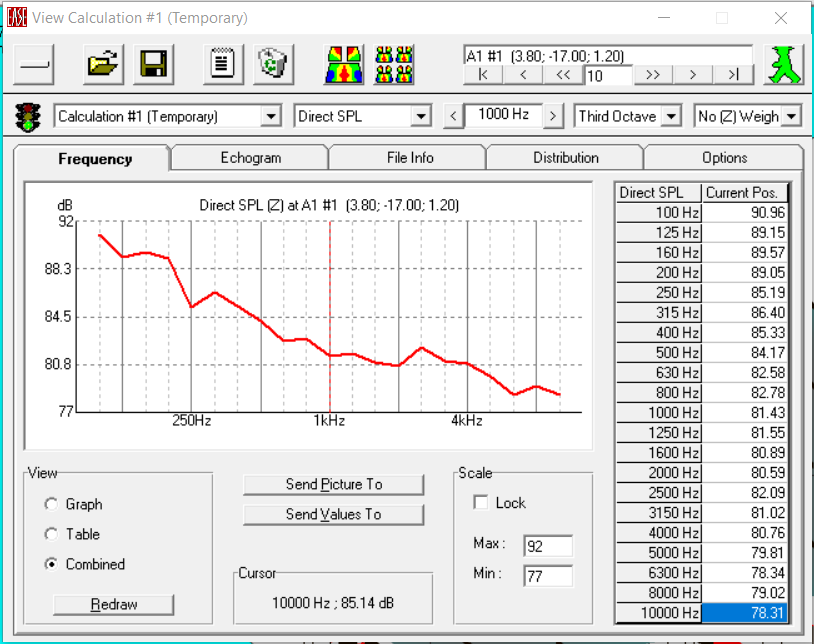 EASE View Calculation #1 (Temporary)
A1 #1 (3.80; -17.00; 1.20)
|< < << 10 >> > >|
Calculation #1 (Temporary) Direct SPL < 1000 Hz > Third Octave No (Z) Weigh
Frequency Echogram File Info Distribution Options
dB Direct SPL (Z) at A1 #1 (3.80; -17.00; 1.20)
92
88.3
84.5
80.8
77
250Hz 1kHz 4kHz
Direct SPL Current Pos.
100 Hz 90.96
125 Hz 89.15
160 Hz 89.57
200 Hz 89.05
250 Hz 85.19
315 Hz 86.40
400 Hz 85.33
500 Hz 84.17
630 Hz 82.58
800 Hz 82.78
1000 Hz 81.43
1250 Hz 81.55
1600 Hz 80.89
2000 Hz 80.59
2500 Hz 82.09
3150 Hz 81.02
4000 Hz 80.76
5000 Hz 79.81
6300 Hz 78.34
8000 Hz 79.02
10000 Hz 78.31
View
Graph
Table
Combined
Redraw
Send Picture To
Send Values To
Cursor
10000 Hz ; 85.14 dB
Scale
Lock
Max : 92
Min : 77